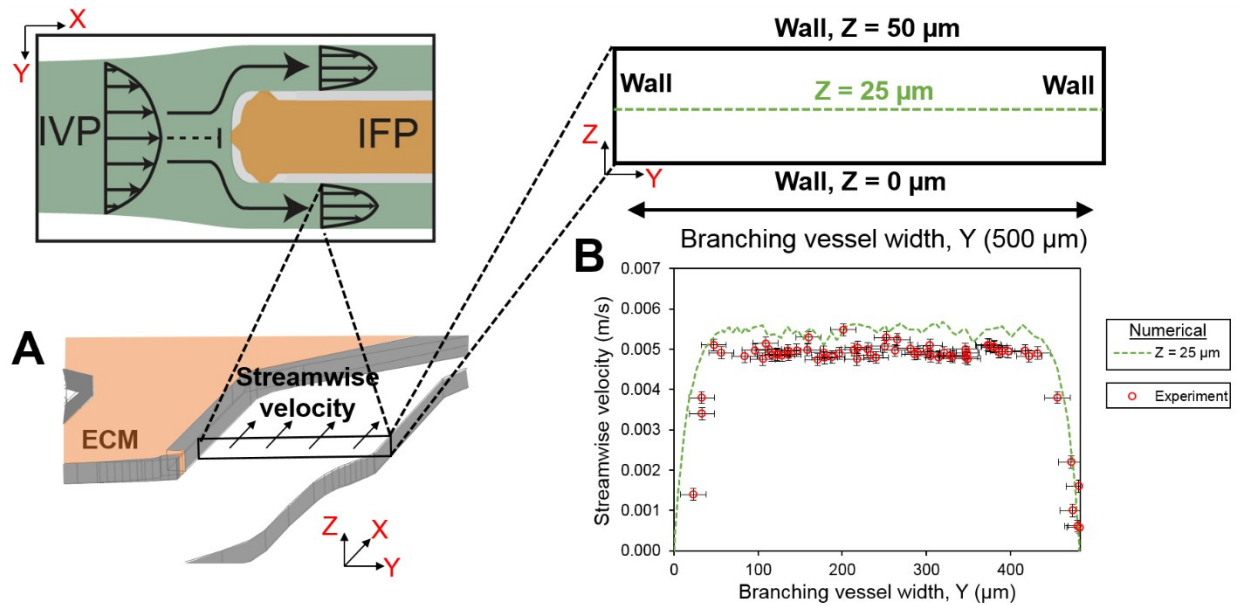 X
Y
IVP
IFP
A
ECM
Streamwise
velocity
Z
X
Y
Wall, Z = 50 µm
Wall
Z = 25 µm
Wall
Z
Y
Wall, Z = 0 µm
Branching vessel width, Y (500 µm)
B
Streamwise velocity (m/s)
0.007
0.006
0.005
0.004
0.003
0.002
0.001
0.000
0
100
200
300
400
Branching vessel width, Y (µm)
Numerical
Z = 25 µm
Experiment